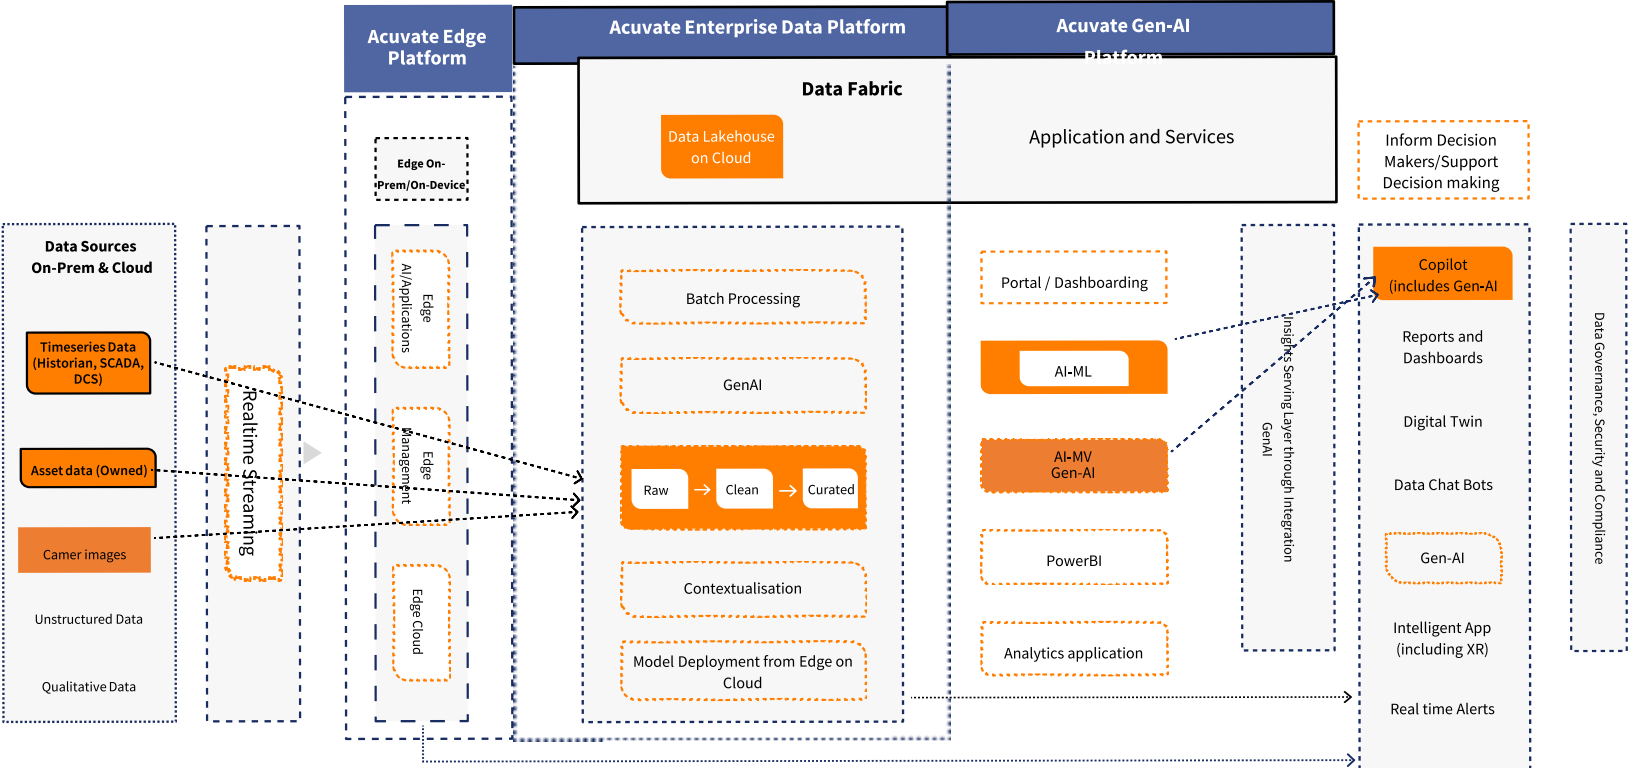 Acuvate Edge
Platform
Acuvate Enterprise Data Platform
Acuvate Gen-AI
Platform
Data Fabric
Data Lakehouse
on Cloud
Application and Services
Edge On-
Prem/On-Device
Inform Decision
Makers/Support
Decision making
Data Sources
On-Prem & Cloud
Timeseries Data
(Historian, SCADA,
DCS)
Asset data (Owned)
Camer images
Unstructured Data
Qualitative Data
Realtime Streaming
Edge
AI/Applications
Edge
Management
Edge Cloud
Batch Processing
GenAI
Raw
Clean
Curated
Contextualisation
Model Deployment from Edge on
Cloud
Portal / Dashboarding
AI-ML
AI-MV
Gen-AI
PowerBI
Analytics application
Insights Serving Layer through Integration
GenAI
Copilot
(includes Gen-AI
Reports and
Dashboards
Digital Twin
Data Chat Bots
Gen-AI
Intelligent App
(including XR)
Real time Alerts
Data Governance, Security and Compliance